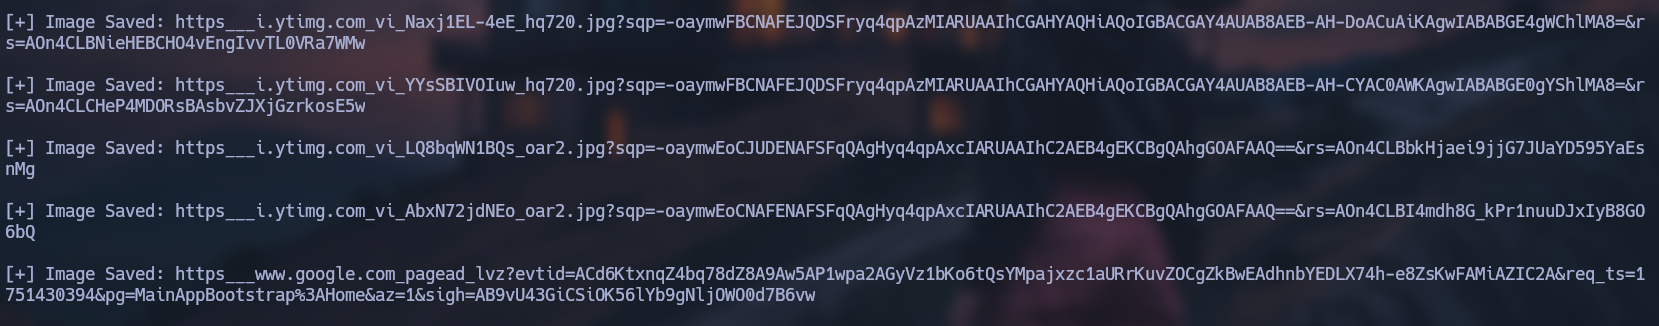 [+] Image Saved: https___i.ytimg.com_vi_Naxj1EL-4eE_hq720.jpg?sqp=-oaymwFBCNAFEJQDSFryq4qpAzMIARUAAIhCGAHYAQHiAQoIGBACGAY4AUAB8AEB-AH-DoACuAiKAgwIABABGE4gWChlMA8=&r
s=AOn4CLBNieHEBCHO4vEngIvvTL0VRa7WMw
[+] Image Saved: https___i.ytimg.com_vi_YYsSBIVOIuw_hq720.jpg?sqp=-oaymwFBCNAFEJQDSFryq4qpAzMIARUAAIhCGAHYAQHiAQoIGBACGAY4AUAB8AEB-AH-CYAC0AWKAgwIABABGE0gYShlMA8=&r
s=AOn4CLCHeP4MDORsBAsbvZJXjGzrkosE5w
[+] Image Saved: https___i.ytimg.com_vi_LQ8bqWN1BQs_oar2.jpg?sqp=-oaymwEoCJUDENAFSFqQAgHyq4qpAxcIARUAAIhC2AEB4gEKCBgQAhgGOAFAAQ==&rs=AOn4CLBbkHjaei9jjG7JUaYD595YaEs
nMg
[+] Image Saved: https___i.ytimg.com_vi_AbxN72jdNEo_oar2.jpg?sqp=-oaymwEoCNAFENAFSFqQAgHyq4qpAxcIARUAAIhC2AEB4gEKCBgQAhgGOAFAAQ==&rs=AOn4CLBI4mdh8G_kPr1nuuDJxIyB8GO
6bQ
[+] Image Saved: https___www.google.com_pagead_lvz?evtid=ACd6KtxnqZ4bq78dZ8A9Aw5AP1wpa2AGyVz1bKo6tQsYMpajxzc1aURrKuvZOCgZkBwEAdhnbYEDLX74h-e8ZsKwFAMiAZIC2A&req_ts=1
751430394&pg=MainAppBootstrap%3AHome&az=1&sigh=AB9vU43GiCSiOK56lYb9gNljOWO0d7B6vw